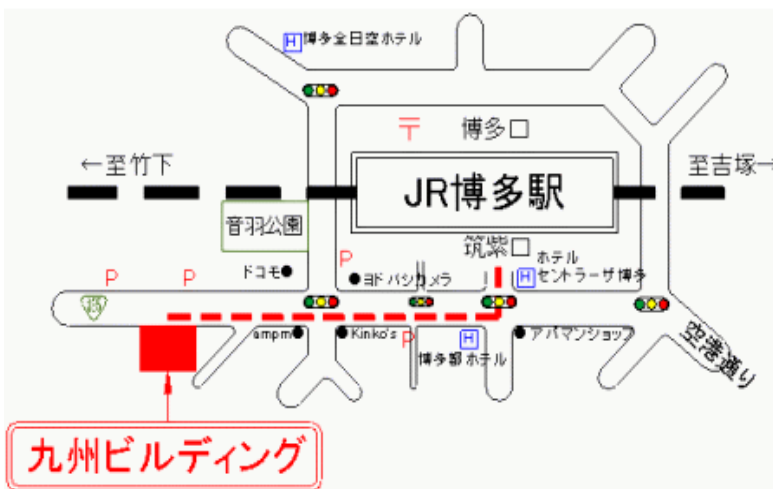 H 博多全日空ホテル
〒 博多口
←至竹下
至吉塚→
JR博多駅
音羽公園
筑紫口
ホテル
H セントラーザ博多
ドコモ
P
P
P
ヨドバシカメラ
ampm
Kinko's
P
H
博多都ホテル
アパマンショップ
空港通り
九州ビルディング